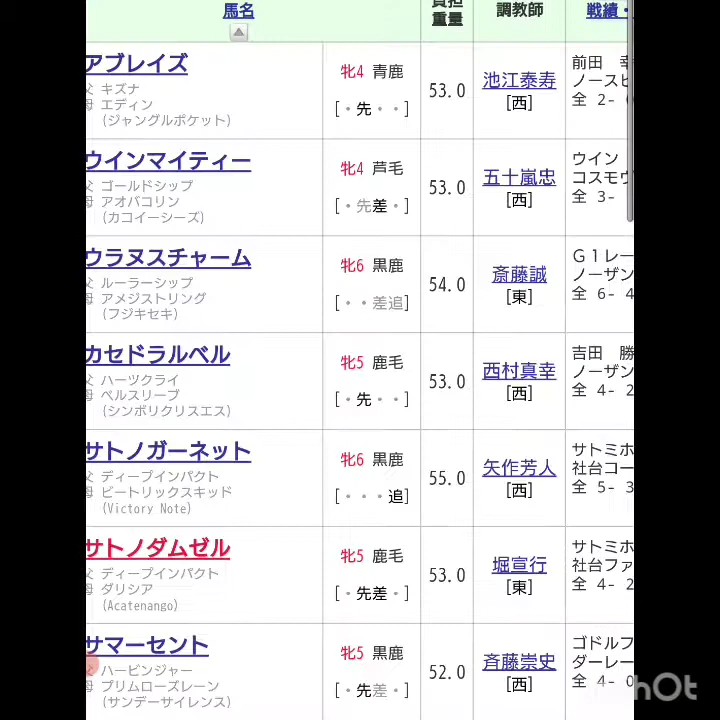 馬名
負担
重量
調教師
戦績・
アブレイズ
父 キズナ
母 エディン
(ジャングルポケット)
牝4 青鹿
[・先・・]
53.0
池江泰寿
[西]
前田 幸
ノースヒ
全 2-
ウインマイティー
父 ゴールドシップ
母 アオバコリン
(カコイーシーズ)
牝4 芦毛
[・先差・]
53.0
五十嵐忠
[西]
ウイン
コスモヴ
全 3-
ウラヌスチャーム
父 ルーラーシップ
母 アメジストリング
(フジキセキ)
牝6 黒鹿
[・・差追]
54.0
斎藤誠
[東]
G1レー
ノーザン
全 6- 4
カセドラルベル
父 ハーツクライ
母 ベルスリーブ
(シンボリクリスエス)
牝5 鹿毛
[・先・・]
53.0
西村真幸
[西]
吉田 勝
ノーザン
全 4- 2
サトノガーネット
父 ディープインパクト
母 ビートリックスキッド
(Victory Note)
牝6 黒鹿
[・・・追]
55.0
矢作芳人
[西]
サトミホ
社台コー
全 5- 3
サトノダムゼル
父 ディープインパクト
母 ダリシア
(Acatenango)
牝5 鹿毛
[・先差・]
53.0
堀宣行
[東]
サトミホ
社台ファ
全 4- 2
サマーセント
父 ハービンジャー
母 プリムローズレーン
(サンデーサイレンス)
牝5 黒鹿
[・先差・]
52.0
斉藤崇史
[西]
ゴドルフ
ダーレー
全 4- 0